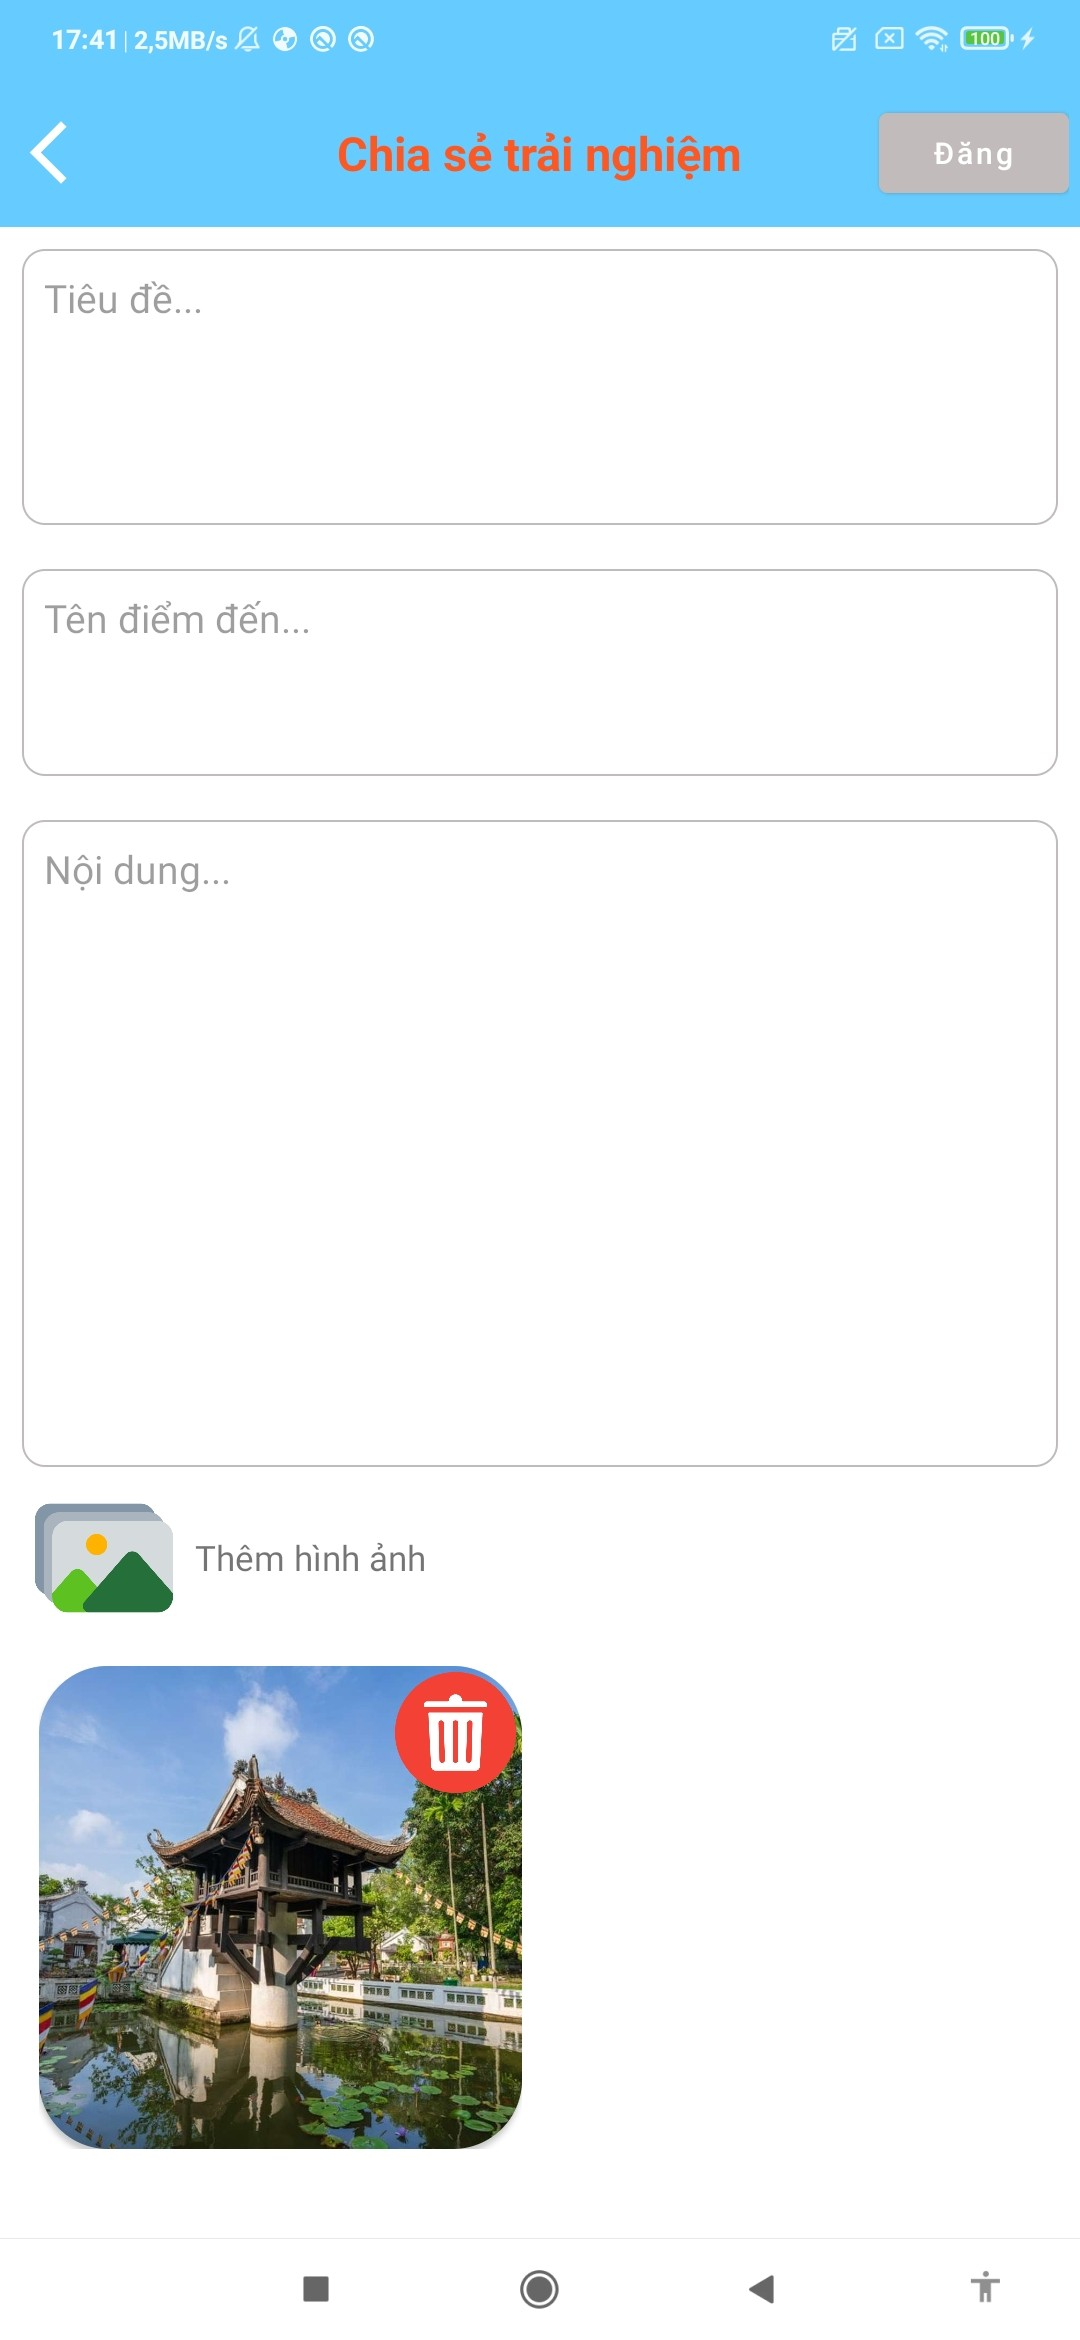 17:41 | 2,5MB/s
100
Chia sẻ trải nghiệm
Đăng
Tiêu đề...
Tên điểm đến...
Nội dung...
Thêm hình ảnh